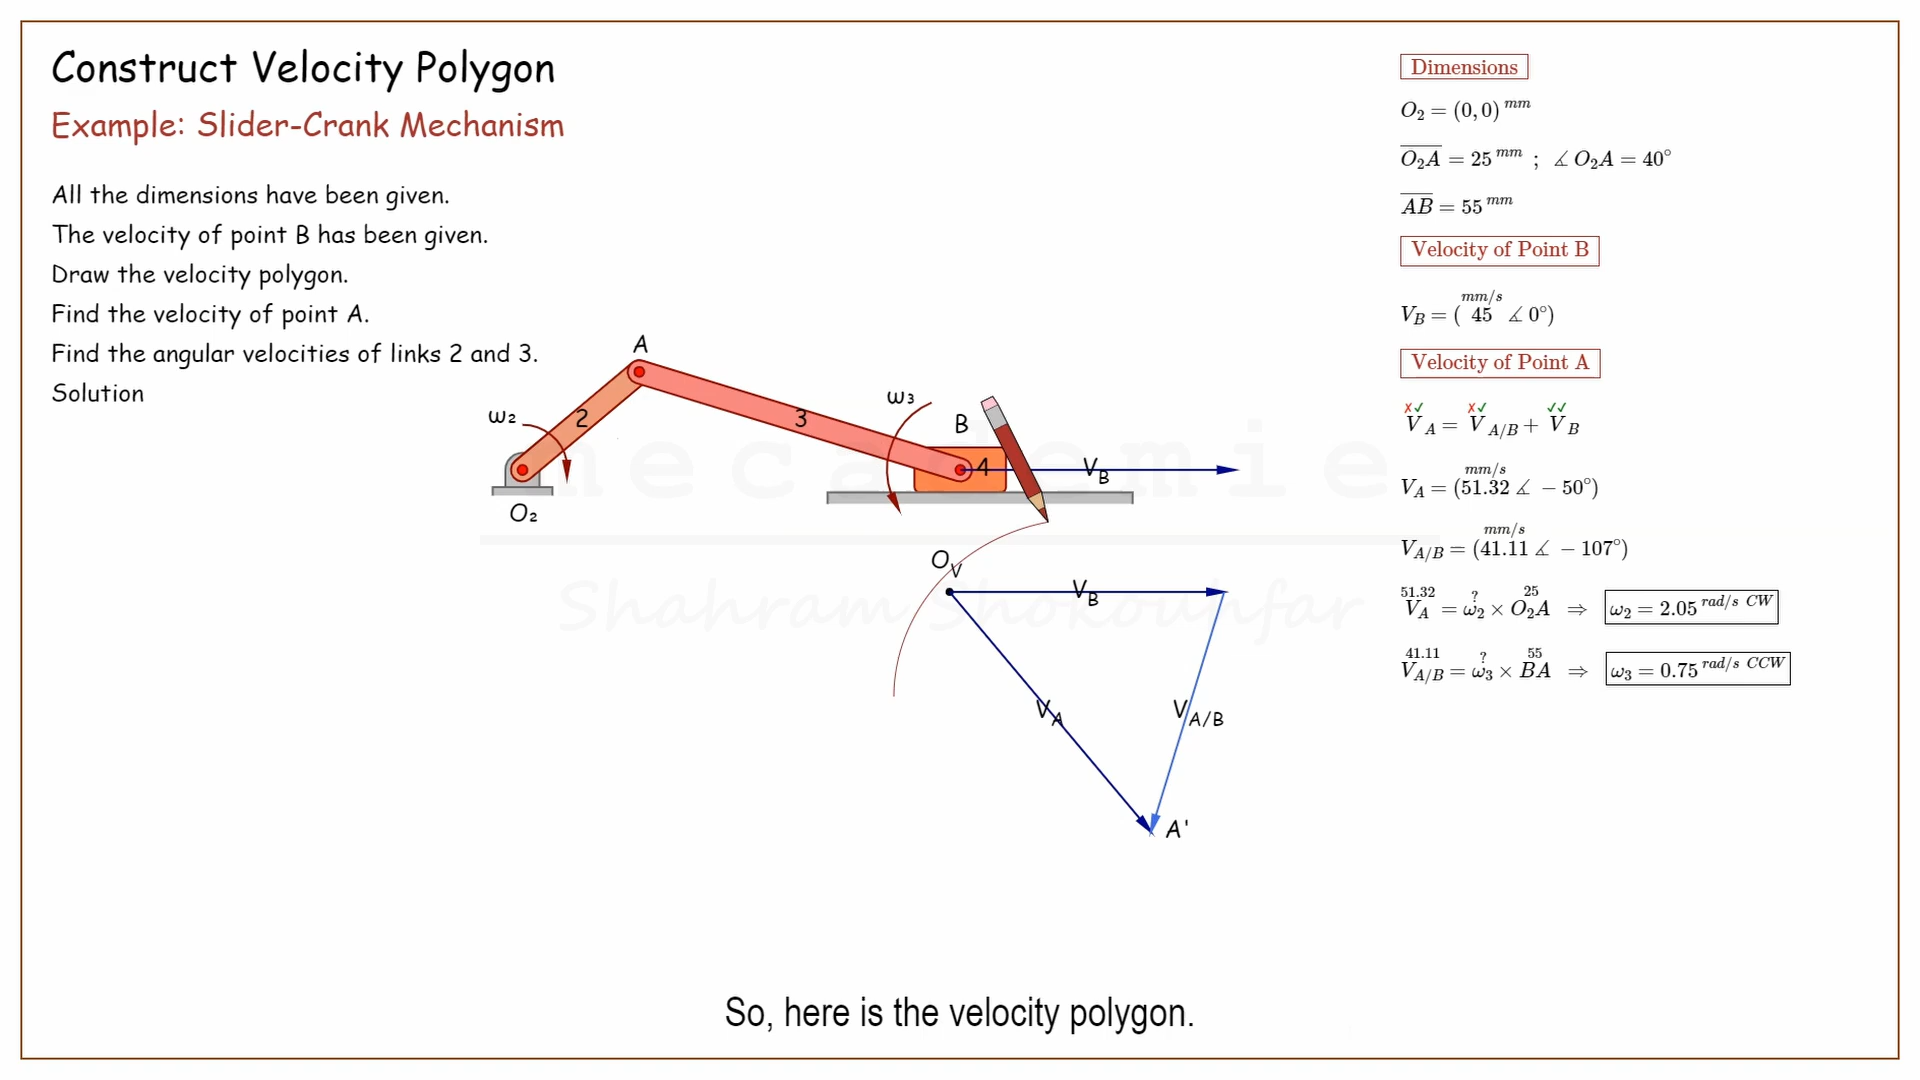 Construct Velocity Polygon
Example: Slider-Crank Mechanism
All the dimensions have been given.
The velocity of point B has been given.
Draw the velocity polygon.
Find the velocity of point A.
Find the angular velocities of links 2 and 3.
Solution
A
ω₂
2
3
ω₃
B
4
V_B
O₂
mecademie
Shahram Shokouhfar
O_V
V_B
V_A
V_A/B
A'
Dimensions
O₂ = (0, 0) mm
O₂A = 25 mm ; ∡ O₂A = 40°
AB = 55 mm
Velocity of Point B
mm/s
V_B = ( 45 ∡ 0°)
Velocity of Point A
✗✓ ✗✓ ✓✓
V_A = V_A/B + V_B
mm/s
V_A = (51.32 ∡ − 50°)
mm/s
V_A/B = (41.11 ∡ − 107°)
51.32 ? 25
V_A = ω₂ × O₂A ⇒ ω₂ = 2.05 rad/s CW
41.11 ? 55
V_A/B = ω₃ × BA ⇒ ω₃ = 0.75 rad/s CCW
So, here is the velocity polygon.